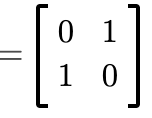 = [ 0 1
1 0 ]